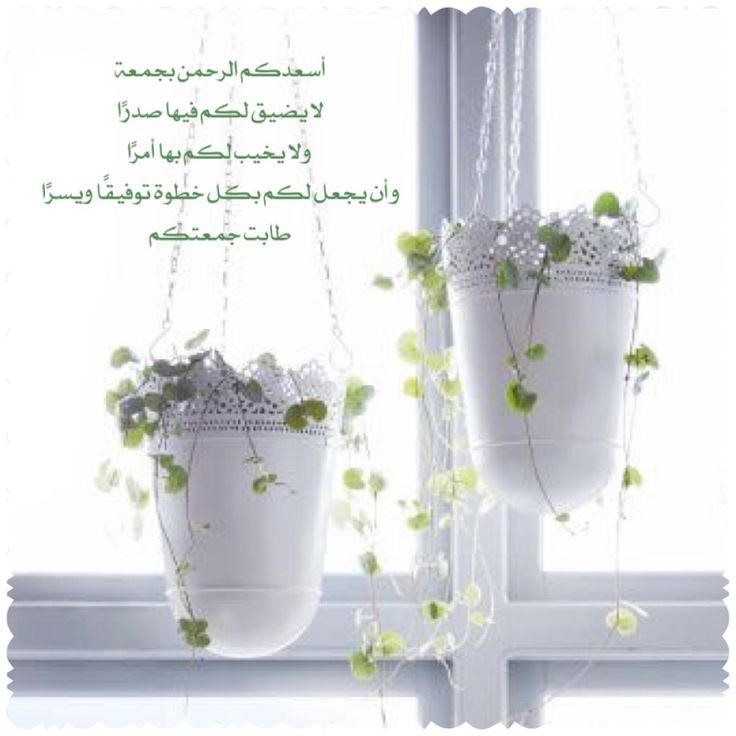 أسعدكم الرحمن بجمعة
لا يضيق لكم فيها صدرًا
ولا يخيب لكم بها أمرًا
و أن يجعل لكم بكل خطوة توفيقًا ويسرًا
طابت جمعتكم